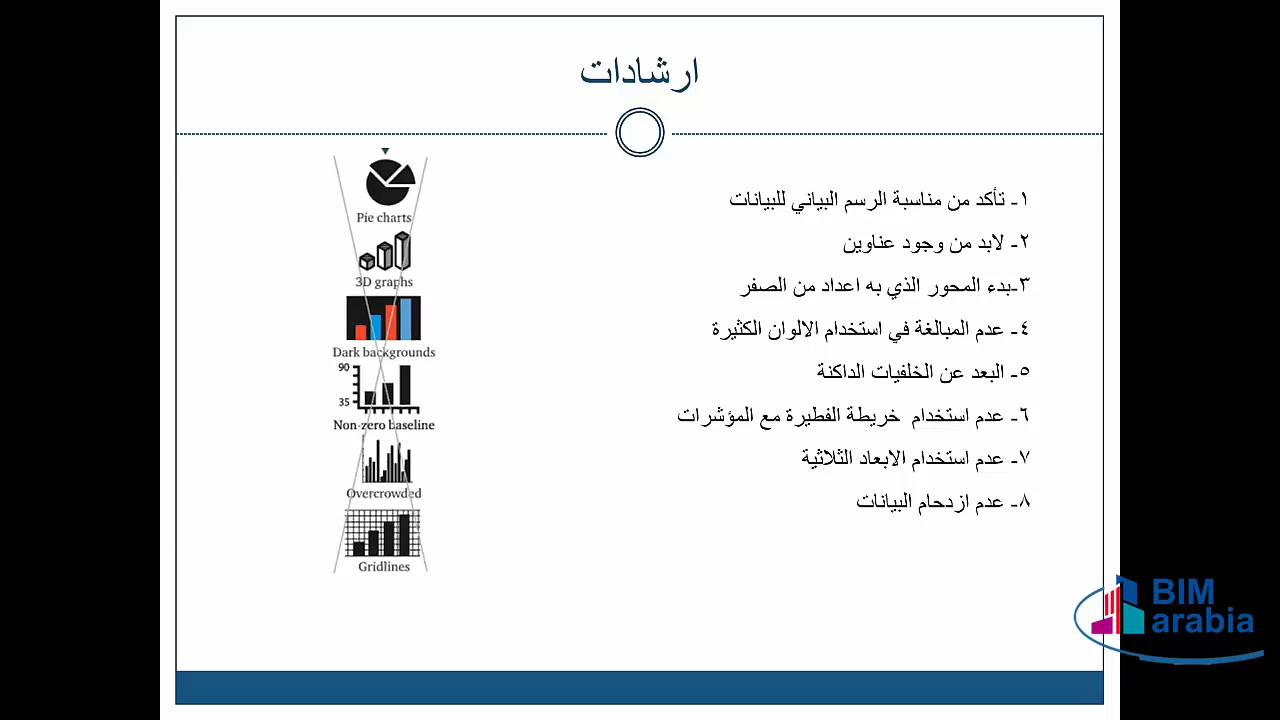 ارشادات
١- تأكد من مناسبة الرسم البياني للبيانات
٢- لابد من وجود عناوين
٣-بدء المحور الذي به اعداد من الصفر
٤- عدم المبالغة في استخدام الالوان الكثيرة
٥- البعد عن الخلفيات الداكنة
٦- عدم استخدام خريطة الفطيرة مع المؤشرات
٧- عدم استخدام الابعاد الثلاثية
٨- عدم ازدحام البيانات
Pie charts
3D graphs
Dark backgrounds
90
35
Non-zero baseline
Overcrowded
Gridlines
BIM
arabia